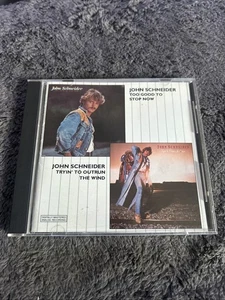 John Schneider
JOHN SCHNEIDER
TOO GOOD TO
STOP NOW
JOHN SCHNEIDER
TRYIN' TO OUTRUN
THE WIND